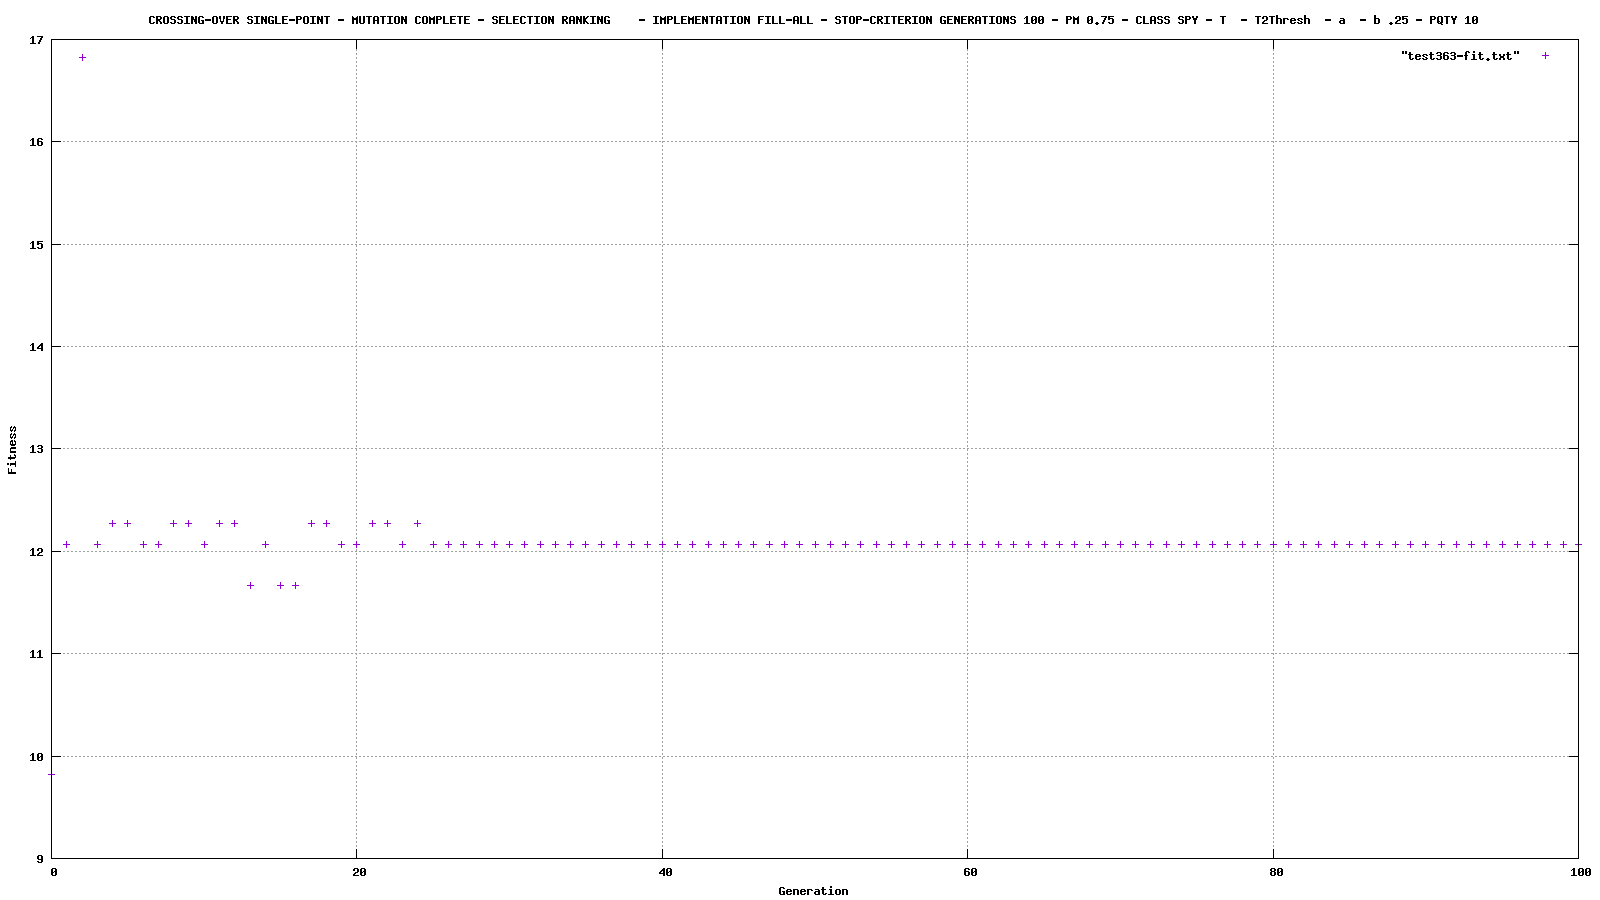 CROSSING-OVER SINGLE-POINT - MUTATION COMPLETE - SELECTION RANKING    - IMPLEMENTATION FILL-ALL - STOP-CRITERION GENERATIONS 100 - PM 0.75 - CLASS SPY - T  - T2Thresh  - a  - b .25 - PQTY 10
"test363-fit.txt"
17
16
15
14
13
12
11
10
9
Fitness
0 20 40 60 80 100
Generation